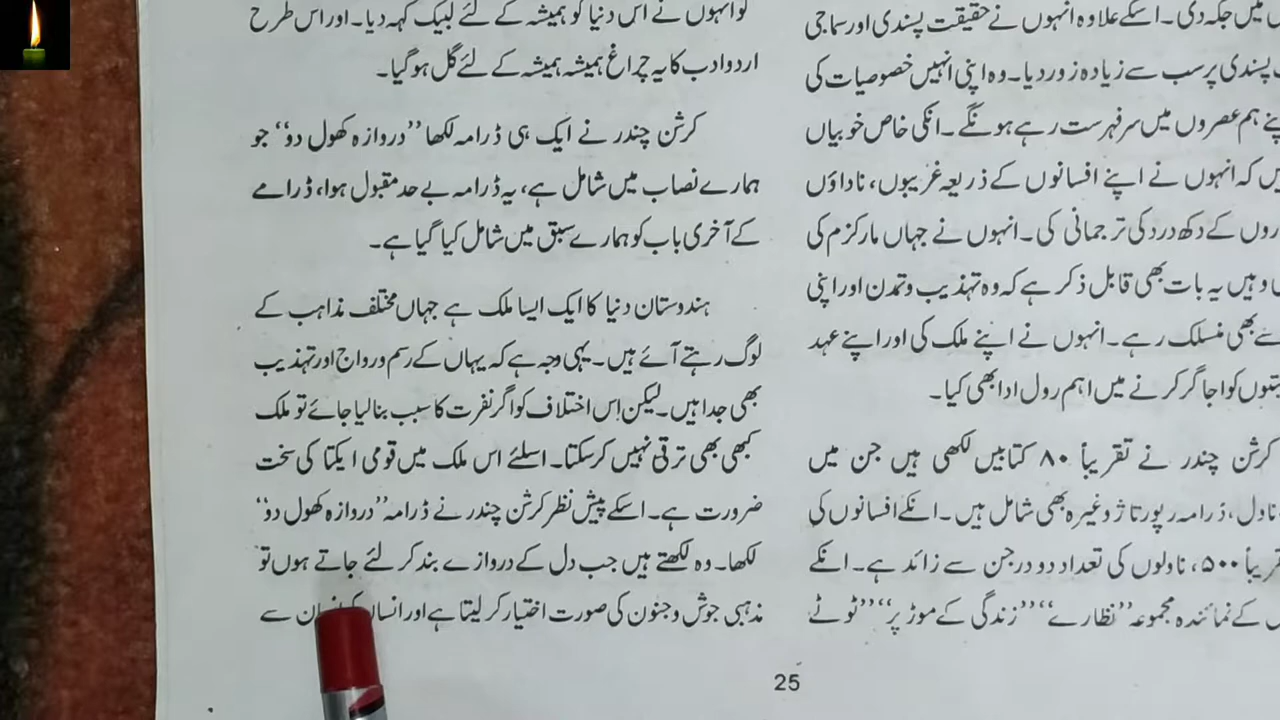 میں جگہ دی۔ اسکے علاوہ انہوں نے حقیقت پسندی اور سماجی
پسندی پر سب سے زیادہ زور دیا۔ وہ اپنی انہیں خصوصیات کی
اپنے ہم عصروں میں سرفہرست رہے ہونگے۔ انکی خاص خوبیاں
کہ انہوں نے اپنے افسانوں کے ذریعہ غریبوں، ناداؤں
کے دکھ درد کی ترجمانی کی۔ انہوں نے جہاں مارکزم کی
وہیں یہ بات بھی قابل ذکر ہے کہ وہ تہذیب و تمدن اور اپنی
سے بھی منسلک رہے۔ انہوں نے اپنے ملک کی اور اپنے عہد
کو اجاگر کرنے میں اہم رول ادا بھی کیا۔
کرشن چندر نے تقریباً ۸۰ کتابیں لکھی ہیں جن میں
ناول، ڈرامہ رپورتاژ وغیرہ بھی شامل ہیں۔ انکے افسانوں کی
تقریباً ۵۰۰، ناولوں کی تعداد دو درجن سے زائد ہے۔ انکے
کے نمائندہ مجموعہ ”نظارے“ ”زندگی کے موڑ پر“ ”ٹوٹے
کو انہوں نے اس دنیا کو ہمیشہ کے لئے لبیک کہہ دیا۔ اور اس طرح
اردو ادب کا یہ چراغ ہمیشہ ہمیشہ کے لئے گل ہو گیا۔
کرشن چندر نے ایک ہی ڈرامہ لکھا ”دروازہ کھول دو“ جو
ہمارے نصاب میں شامل ہے، یہ ڈرامہ بے حد مقبول ہوا، ڈرامے
کے آخری باب کو ہمارے سبق میں شامل کیا گیا ہے۔
ہندوستان دنیا کا ایک ایسا ملک ہے جہاں مختلف مذاہب کے
لوگ رہتے آئے ہیں۔ یہی وجہ ہے کہ یہاں کے رسم و رواج اور تہذیب
بھی جدا ہیں۔ لیکن اِس اختلاف کو اگر نفرت کا سبب بنا لیا جائے تو ملک
کبھی بھی ترقی نہیں کر سکتا۔ اسلئے اس ملک میں قومی ایکتا کی سخت
ضرورت ہے۔ اسکے پیش نظر کرشن چندر نے ڈرامہ ”دروازہ کھول دو“
لکھا۔ وہ لکھتے ہیں جب دل کے دروازے بند کر لئے جاتے ہوں تو
مذہبی جوش و جنون کی صورت اختیار کر لیتا ہے اور انسان سے
25